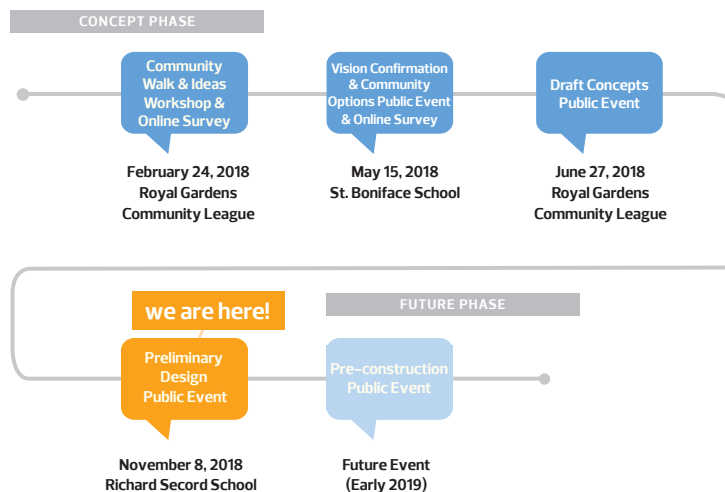 CONCEPT PHASE
Community
Walk & Ideas
Workshop &
Online Survey
Vision Confirmation
& Community
Options Public Event
& Online Survey
Draft Concepts
Public Event
February 24, 2018
Royal Gardens
Community League
May 15, 2018
St. Boniface School
June 27, 2018
Royal Gardens
Community League
we are here!
FUTURE PHASE
Preliminary
Design
Public Event
Pre-construction
Public Event
November 8, 2018
Richard Secord School
Future Event
(Early 2019)